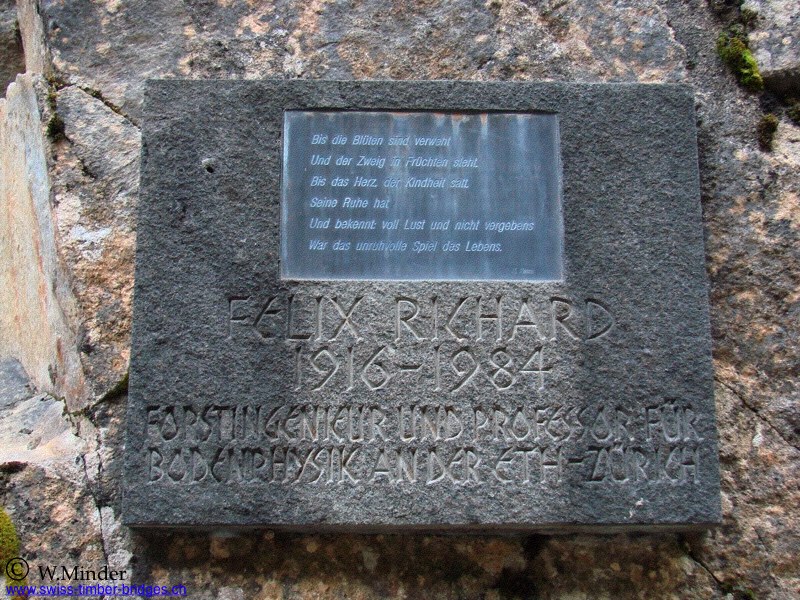 Bis die Blüten sind verweht
Und der Zweig in Früchten steht.
Bis das Herz, der Kindheit satt,
Seine Ruhe hat
Und bekennt: voll Lust und nicht vergebens
War das unruhvolle Spiel des Lebens.
FELIX RICHARD
1916-1984
FORSTINGENIEUR UND PROFESSOR FÜR
BODENPHYSIK AN DER ETH-ZÜRICH
© W.Minder
www.swiss-timber-bridges.ch